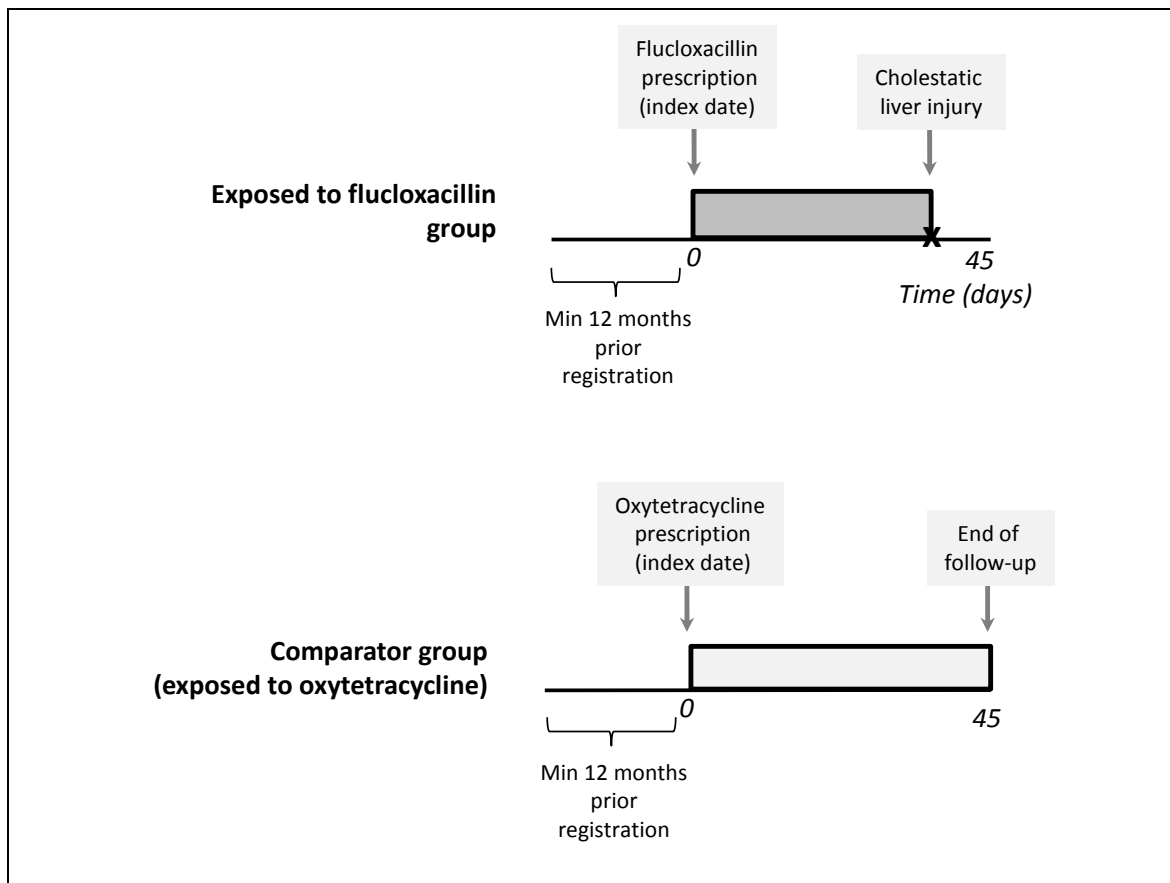 Flucloxacillin
prescription
(index date)
Cholestatic
liver injury
Exposed to flucloxacillin
group
X
0
45
Time (days)
Min 12 months
prior
registration
Oxytetracycline
prescription
(index date)
End of
follow-up
Comparator group
(exposed to oxytetracycline)
0
45
Min 12 months
prior
registration